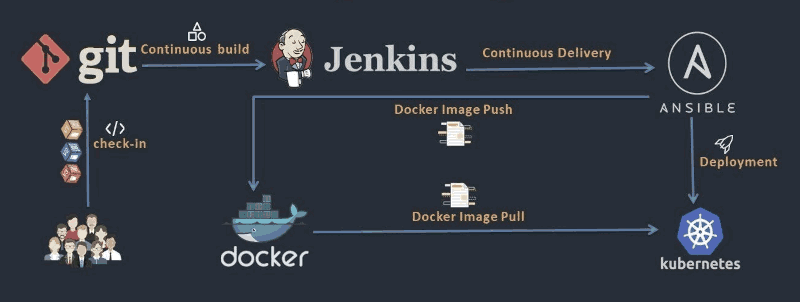 git
Continuous build
Jenkins
Continuous Delivery
ANSIBLE
Docker Image Push
</>
check-in
Deployment
Docker Image Pull
docker
kubernetes